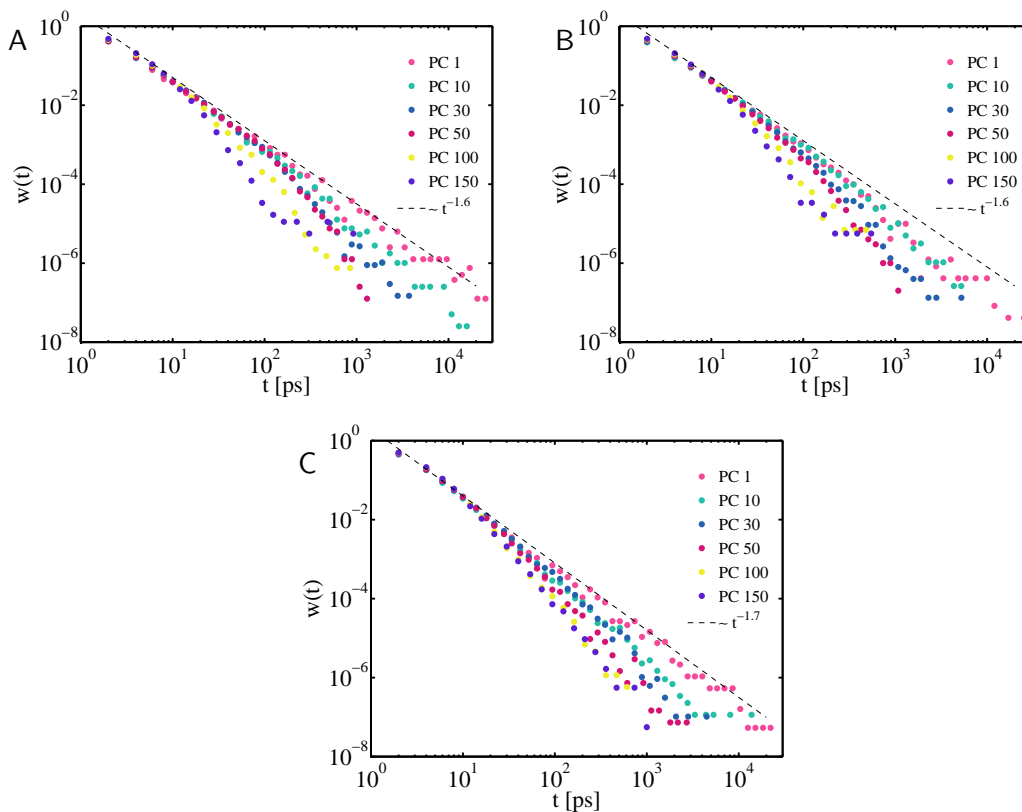 A
w(t)
10^0
10^-2
10^-4
10^-6
10^-8
PC 1
PC 10
PC 30
PC 50
PC 100
PC 150
~ t^-1.6
10^0 10^1 10^2 10^3 10^4
t [ps]
B
w(t)
10^0
10^-2
10^-4
10^-6
10^-8
PC 1
PC 10
PC 30
PC 50
PC 100
PC 150
~ t^-1.6
10^0 10^1 10^2 10^3 10^4
t [ps]
C
w(t)
10^0
10^-2
10^-4
10^-6
10^-8
PC 1
PC 10
PC 30
PC 50
PC 100
PC 150
~ t^-1.7
10^0 10^1 10^2 10^3 10^4
t [ps]